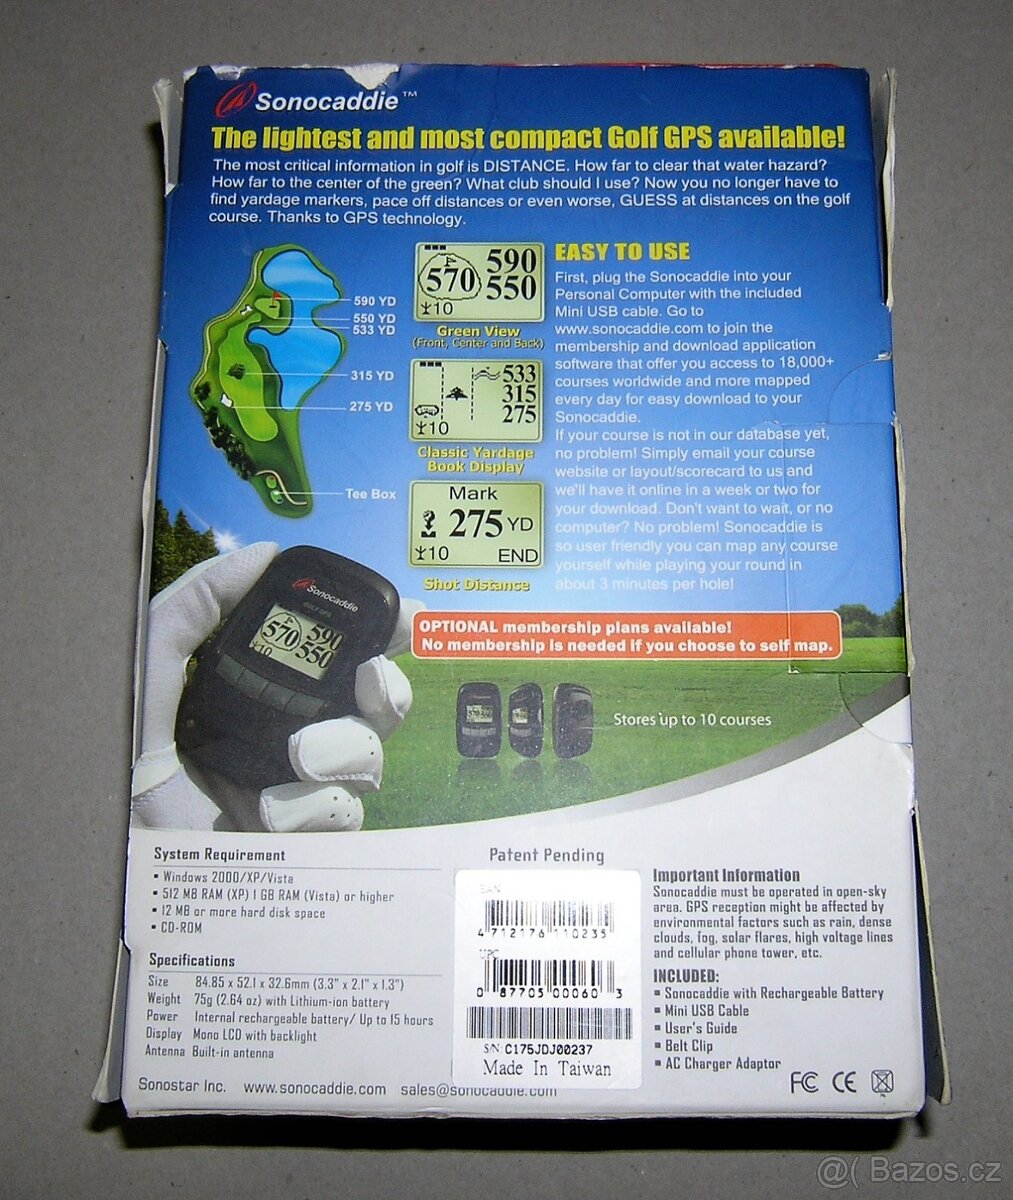 Sonocaddie™
The lightest and most compact Golf GPS available!
The most critical information in golf is DISTANCE. How far to clear that water hazard?
How far to the center of the green? What club should I use? Now you no longer have to
find yardage markers, pace off distances or even worse, GUESS at distances on the golf
course. Thanks to GPS technology.
590 YD
550 YD
533 YD
315 YD
275 YD
Tee Box
570 590
550
10
Green View
(Front, Center and Back)
533
315
275
10
Classic Yardage
Book Display
Mark
275 YD
10 END
Shot Distance
EASY TO USE
First, plug the Sonocaddie into your
Personal Computer with the included
Mini USB cable. Go to
www.sonocaddie.com to join the
membership and download application
software that offer you access to 18,000+
courses worldwide and more mapped
every day for easy download to your
Sonocaddie.
If your course is not in our database yet,
no problem! Simply email your course
website or layout/scorecard to us and
we'll have it online in a week or two for
your download. Don't want to wait, or no
computer? No problem! Sonocaddie is
so user friendly you can map any course
yourself while playing your round in
about 3 minutes per hole!
Sonocaddie
GOLF GPS
570 590
550
10
OPTIONAL membership plans available!
No membership is needed if you choose to self map.
Stores up to 10 courses
System Requirement
• Windows 2000/XP/Vista
• 512 MB RAM (XP) 1 GB RAM (Vista) or higher
• 12 MB or more hard disk space
• CD-ROM
Specifications
Size 84.85 x 52.1 x 32.6mm (3.3" x 2.1" x 1.3")
Weight 75g (2.64 oz) with Lithium-ion battery
Power Internal rechargeable battery/ Up to 15 hours
Display Mono LCD with backlight
Antenna Built-in antenna
Patent Pending
EAN
4 712176 110235
UPC
0 87705 00060 3
S/N: C175JDJ00237
Made In Taiwan
Important Information
Sonocaddie must be operated in open-sky
area. GPS reception might be affected by
environmental factors such as rain, dense
clouds, fog, solar flares, high voltage lines
and cellular phone tower, etc.
INCLUDED:
▪ Sonocaddie with Rechargeable Battery
▪ Mini USB Cable
▪ User's Guide
▪ Belt Clip
▪ AC Charger Adaptor
FC CE
Sonostar Inc. www.sonocaddie.com sales@sonocaddie.com
@( Bazos.cz